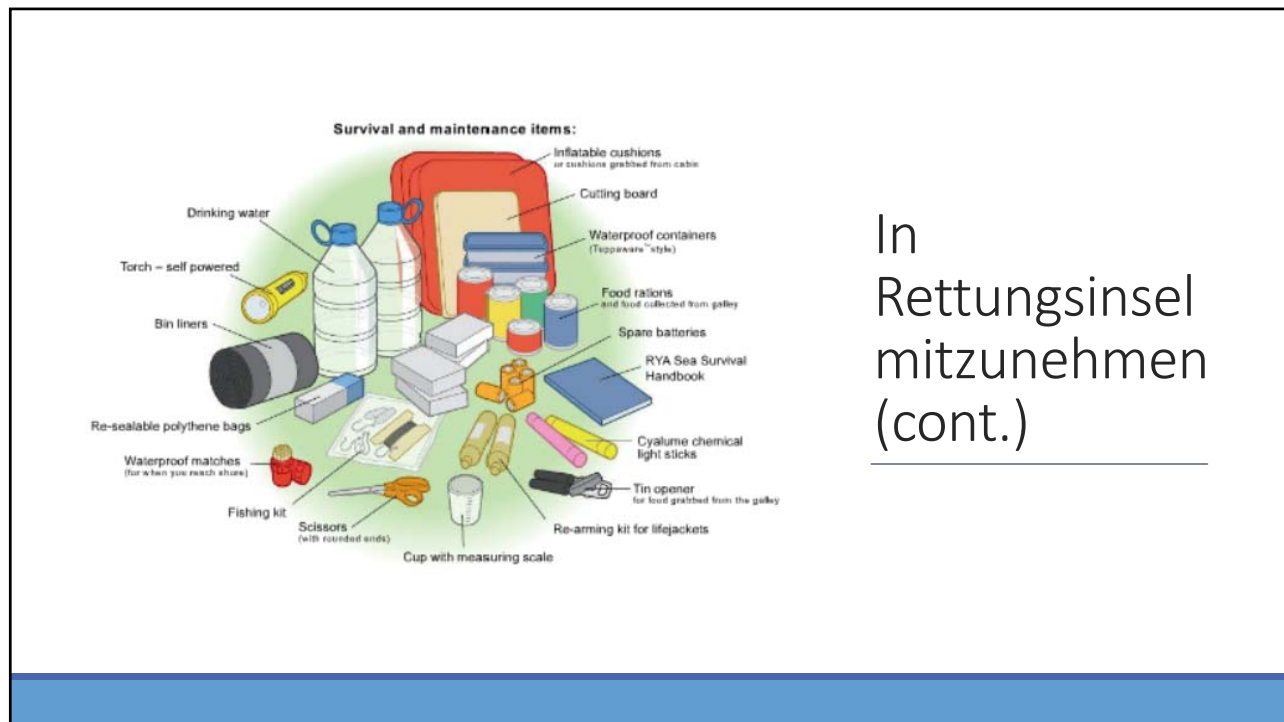 Survival and maintenance items:
Inflatable cushions
or cushions grabbed from cabin
Cutting board
Drinking water
Waterproof containers
(Tuppaware™style)
Torch – self powered
Food rations
and food collected from galley
Bin liners
Spare batteries
RYA Sea Survival
Handbook
Re-sealable polythene bags
Waterproof matches
(for when you reach shore)
Cyalume chemical
light sticks
Tin opener
for food grabbed from the galley
Fishing kit
Scissors
(with rounded ends)
Re-arming kit for lifejackets
Cup with measuring scale
In
Rettungsinsel
mitzunehmen
(cont.)